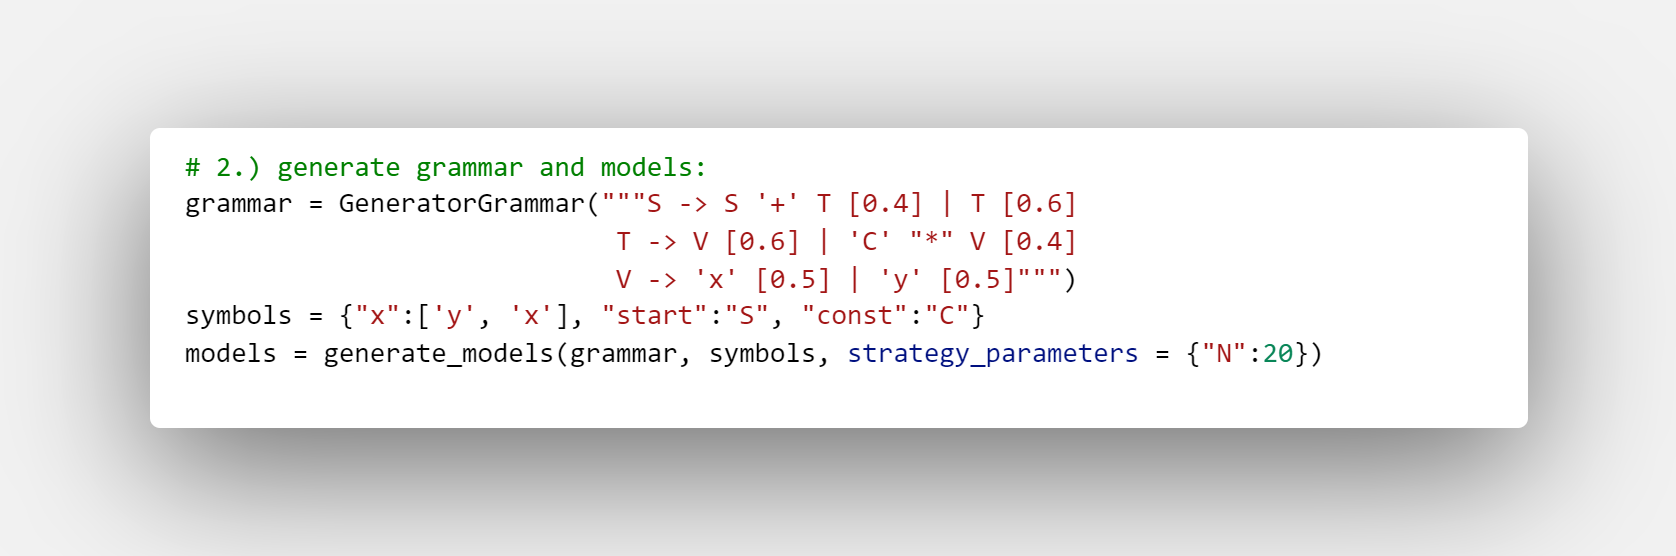 # 2.) generate grammar and models:
grammar = GeneratorGrammar("""S -> S '+' T [0.4] | T [0.6]
T -> V [0.6] | 'C' "*" V [0.4]
V -> 'x' [0.5] | 'y' [0.5]""")
symbols = {"x":['y', 'x'], "start":"S", "const":"C"}
models = generate_models(grammar, symbols, strategy_parameters = {"N":20})